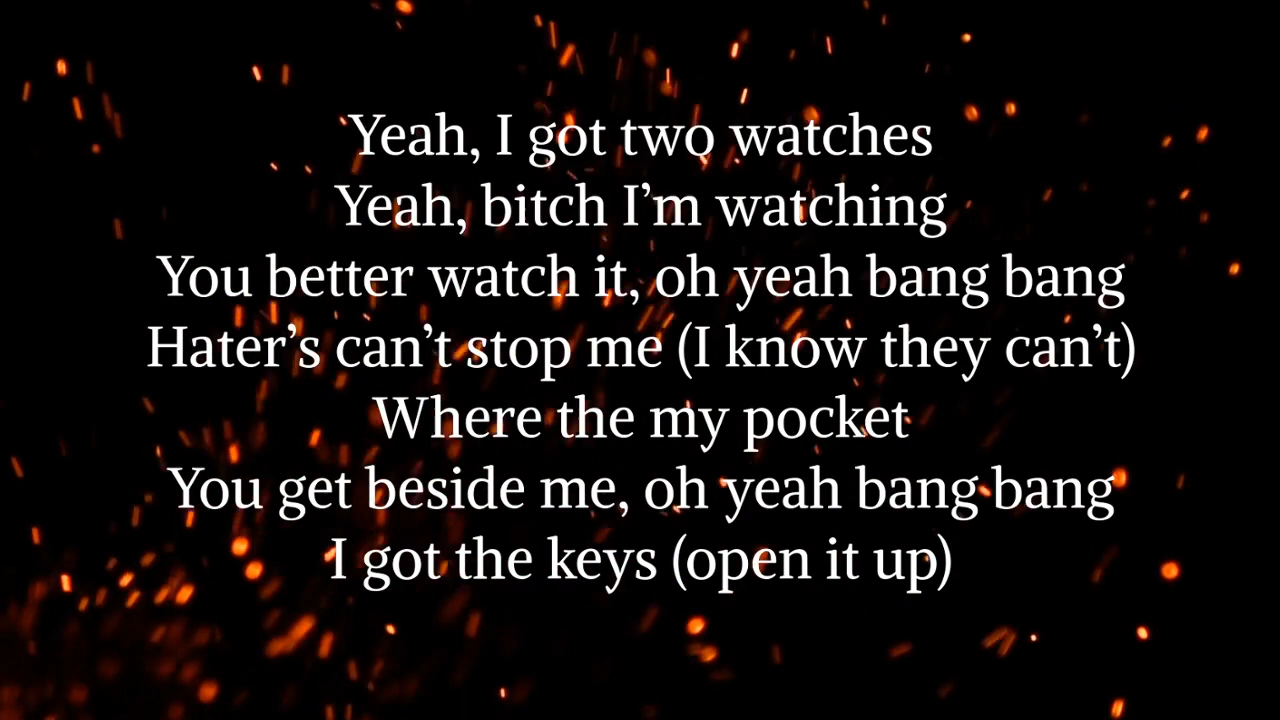 Yeah, I got two watches
Yeah, bitch I’m watching
You better watch it, oh yeah bang bang
Hater’s can’t stop me (I know they can’t)
Where the my pocket
You get beside me, oh yeah bang bang
I got the keys (open it up)